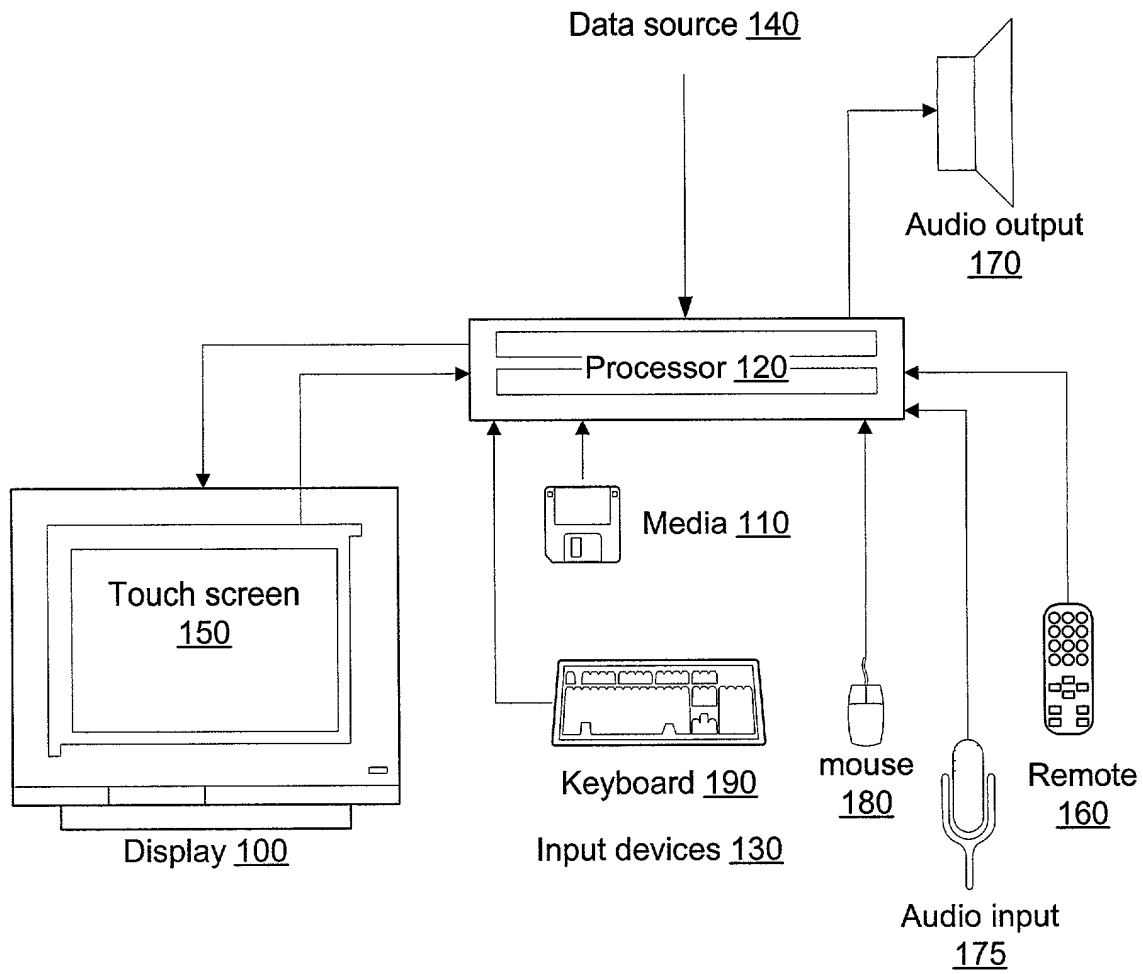 Data source 140
Audio output
170
Processor 120
Media 110
Touch screen
150
Keyboard 190
mouse
180
Remote
160
Display 100
Input devices 130
Audio input
175